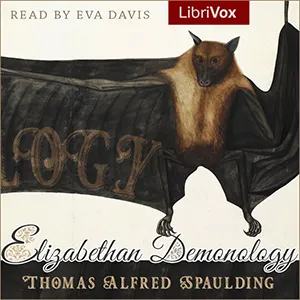 READ BY EVA DAVIS
LibriVox
LOGY
Elizabethan Demonology
THOMAS ALFRED SPAULDING